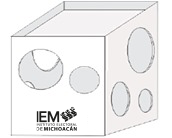 IEM
INSTITUTO ELECTORAL
DE MICHOACÁN